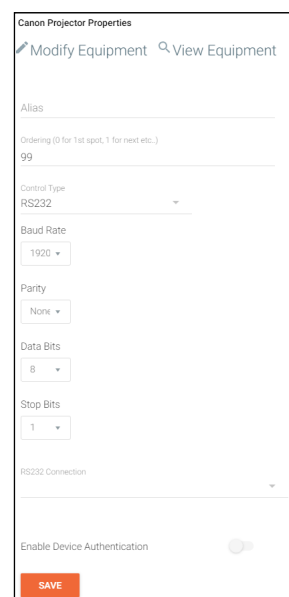 Canon Projector Properties
Modify Equipment View Equipment
Alias
Ordering (0 for 1st spot, 1 for next etc..)
99
Control Type
RS232
Baud Rate
1920
Parity
None
Data Bits
8
Stop Bits
1
RS232 Connection
Enable Device Authentication
SAVE